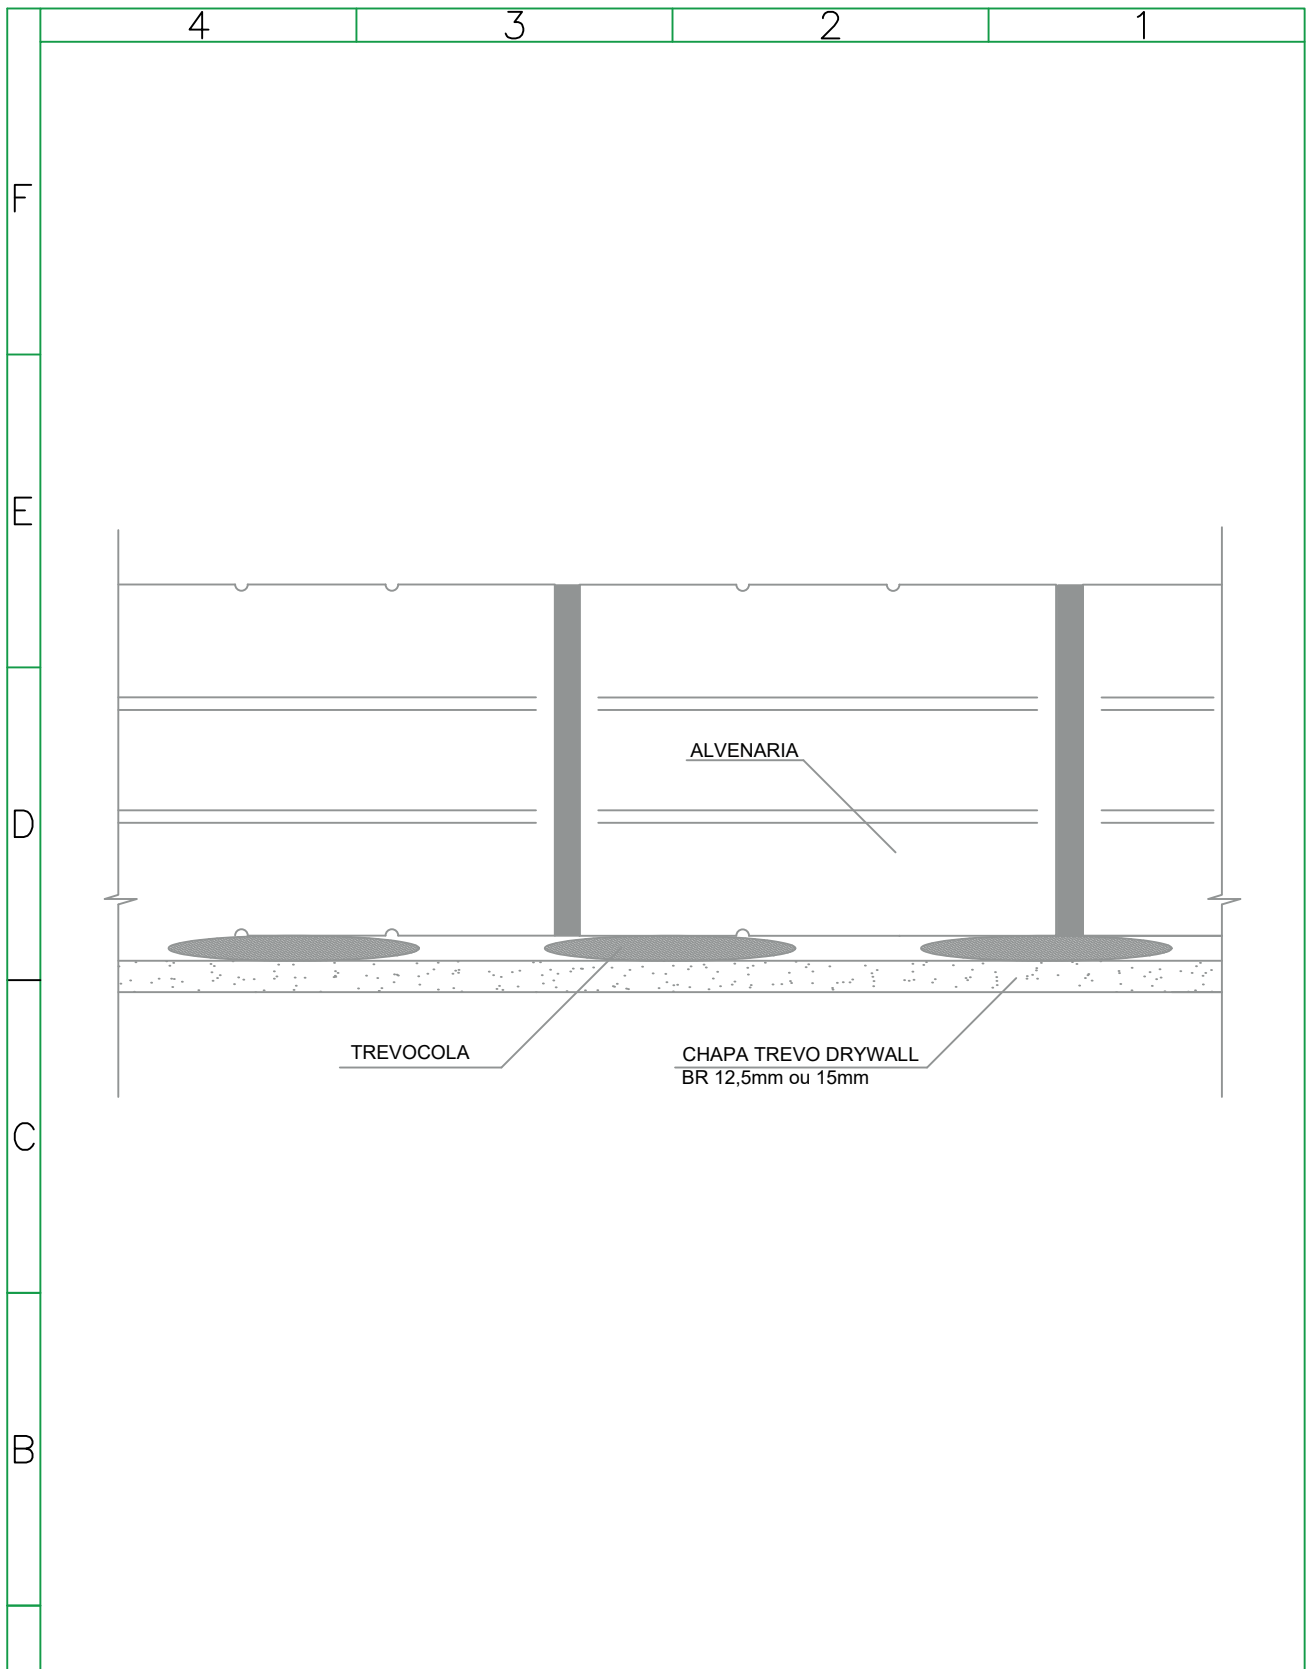 4 3 2 1
F
E
ALVENARIA
D
TREVOCOLA
CHAPA TREVO DRYWALL
BR 12,5mm ou 15mm
C
B